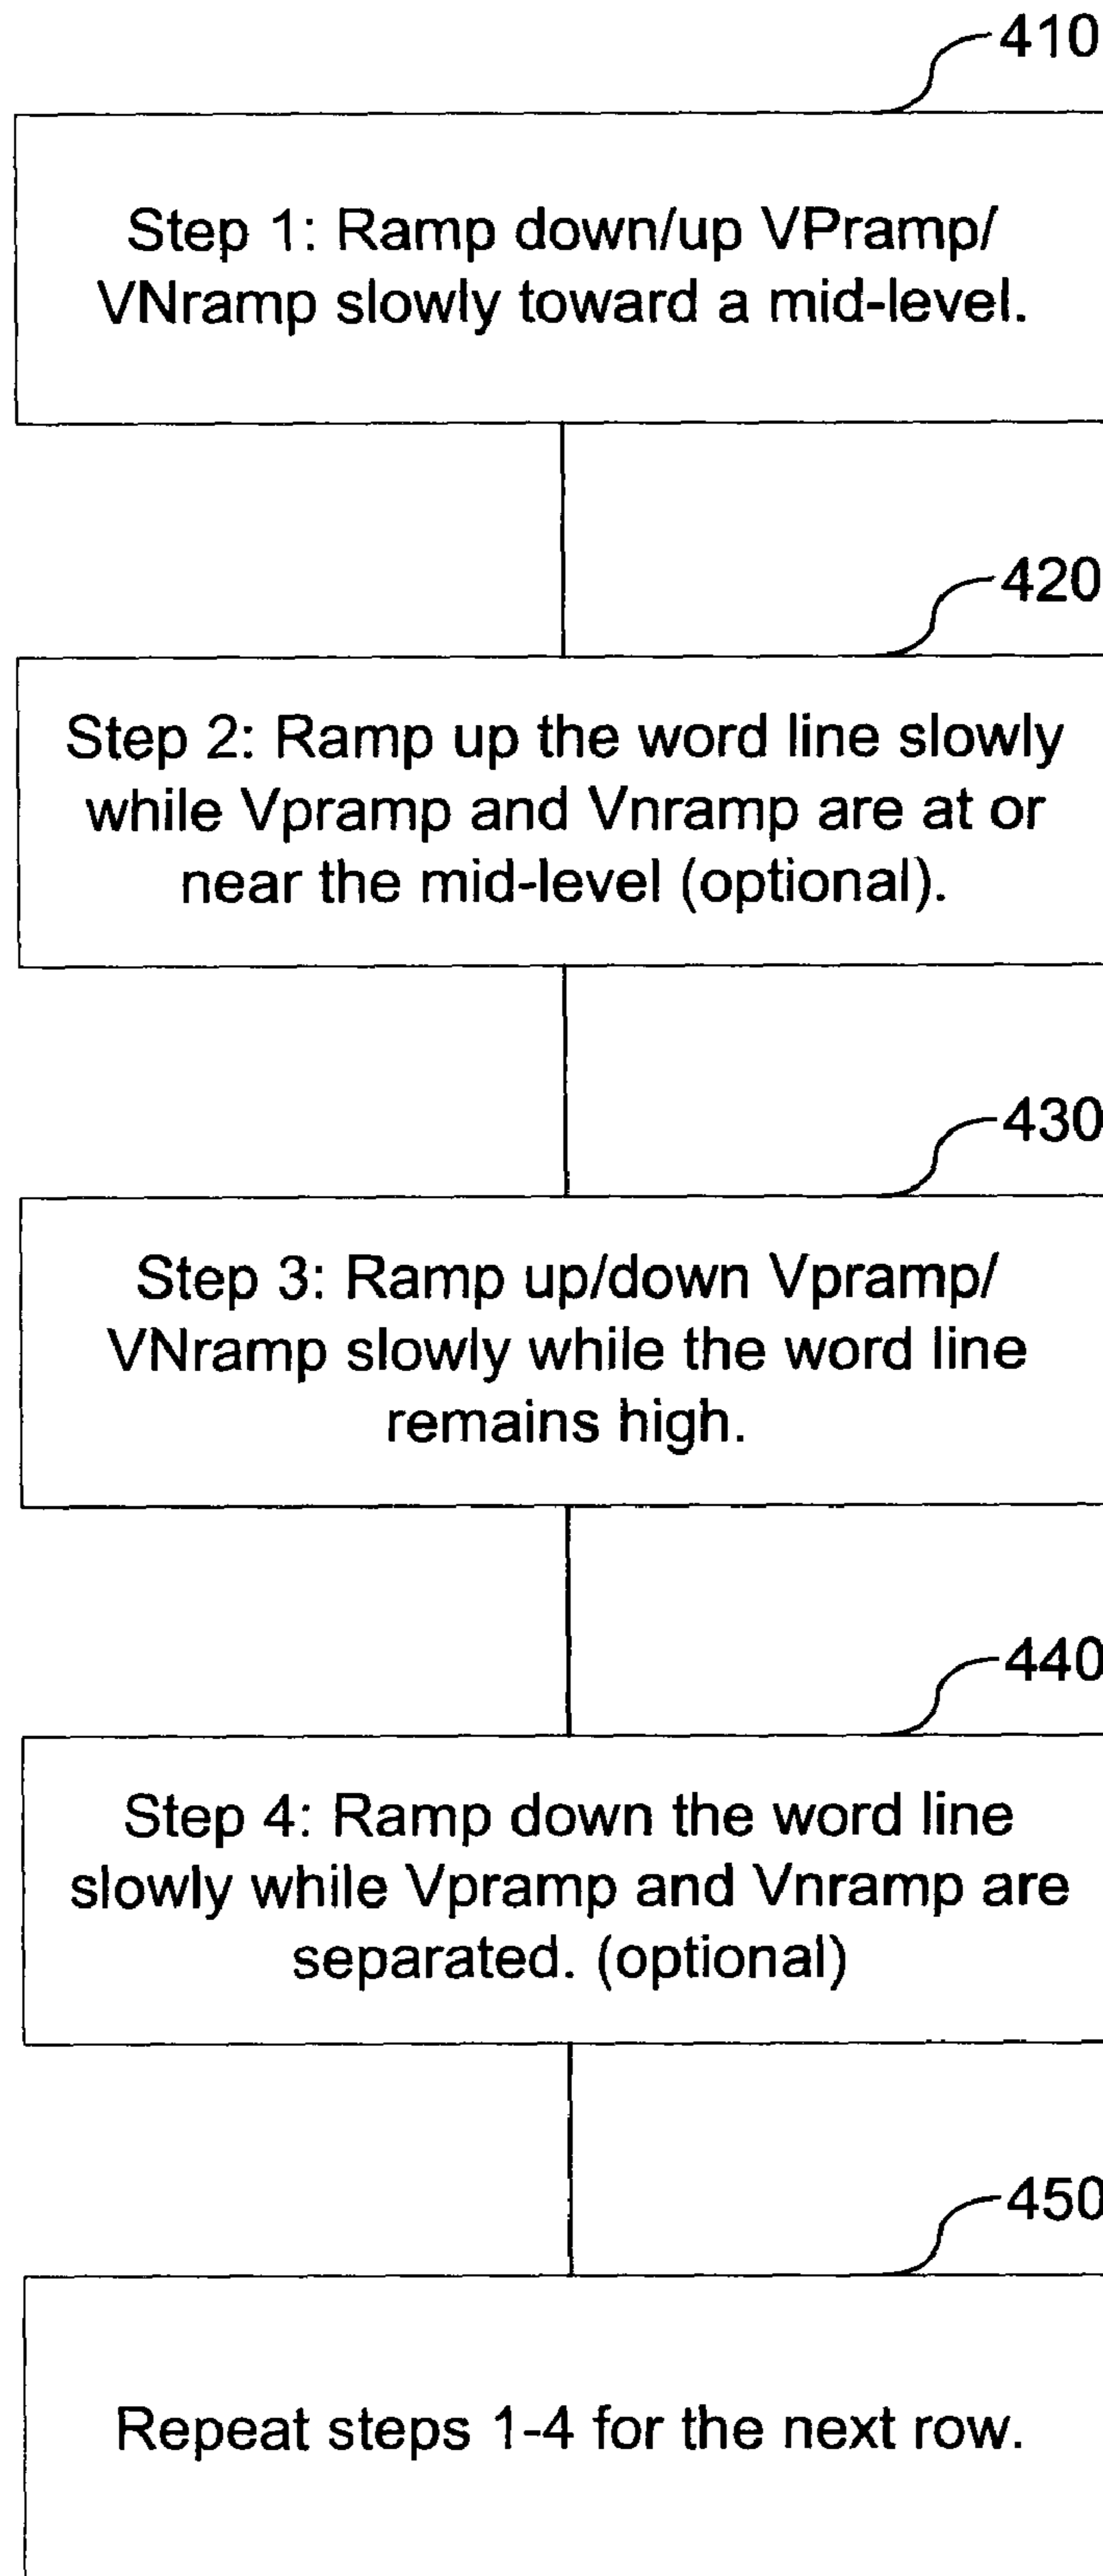 410
Step 1: Ramp down/up VPramp/
VNramp slowly toward a mid-level.
420
Step 2: Ramp up the word line slowly
while Vpramp and Vnramp are at or
near the mid-level (optional).
430
Step 3: Ramp up/down Vpramp/
VNramp slowly while the word line
remains high.
440
Step 4: Ramp down the word line
slowly while Vpramp and Vnramp are
separated. (optional)
450
Repeat steps 1-4 for the next row.